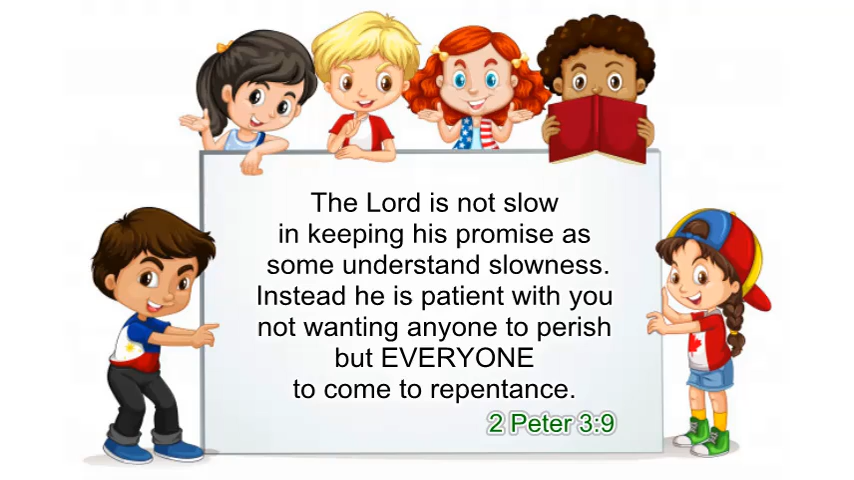 The Lord is not slow
in keeping his promise as
some understand slowness.
Instead he is patient with you
not wanting anyone to perish
but EVERYONE
to come to repentance.
2 Peter 3:9